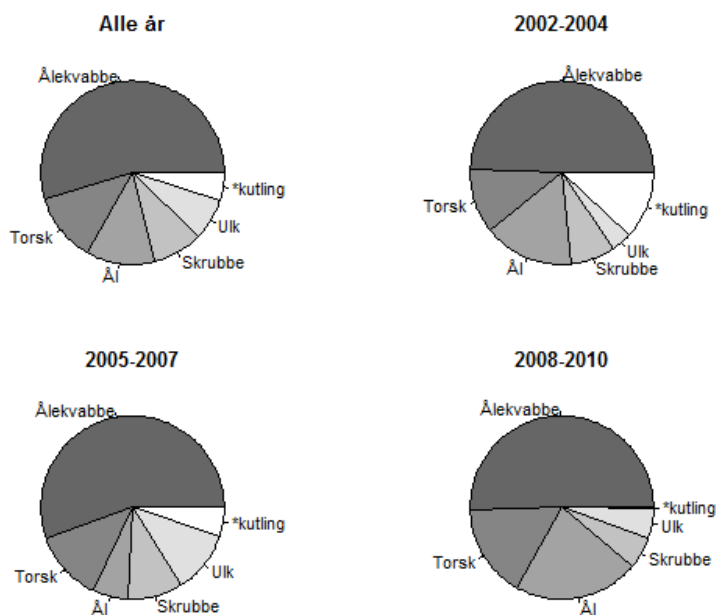 Alle år
Ålekvabbe
*kutling
Ulk
Skrubbe
Ål
Torsk
2002-2004
Ålekvabbe
*kutling
Ulk
Skrubbe
Ål
Torsk
2005-2007
Ålekvabbe
*kutling
Ulk
Skrubbe
Ål
Torsk
2008-2010
Ålekvabbe
*kutling
Ulk
Skrubbe
Ål
Torsk